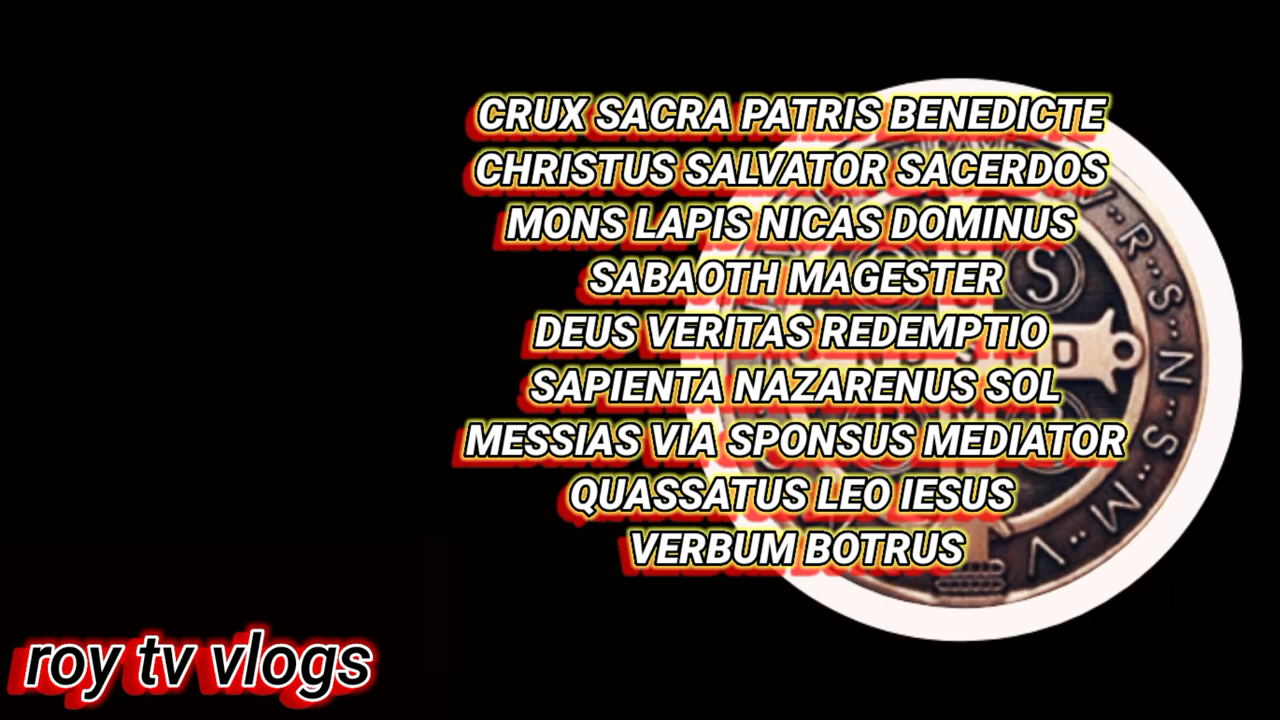 CRUX SACRA PATRIS BENEDICTE
CHRISTUS SALVATOR SACERDOS
MONS LAPIS NICAS DOMINUS
SABAOTH MAGESTER
DEUS VERITAS REDEMPTIO
SAPIENTA NAZARENUS SOL
MESSIAS VIA SPONSUS MEDIATOR
QUASSATUS LEO IESUS
VERBUM BOTRUS
V R S N S M V
S
D
roy tv vlogs